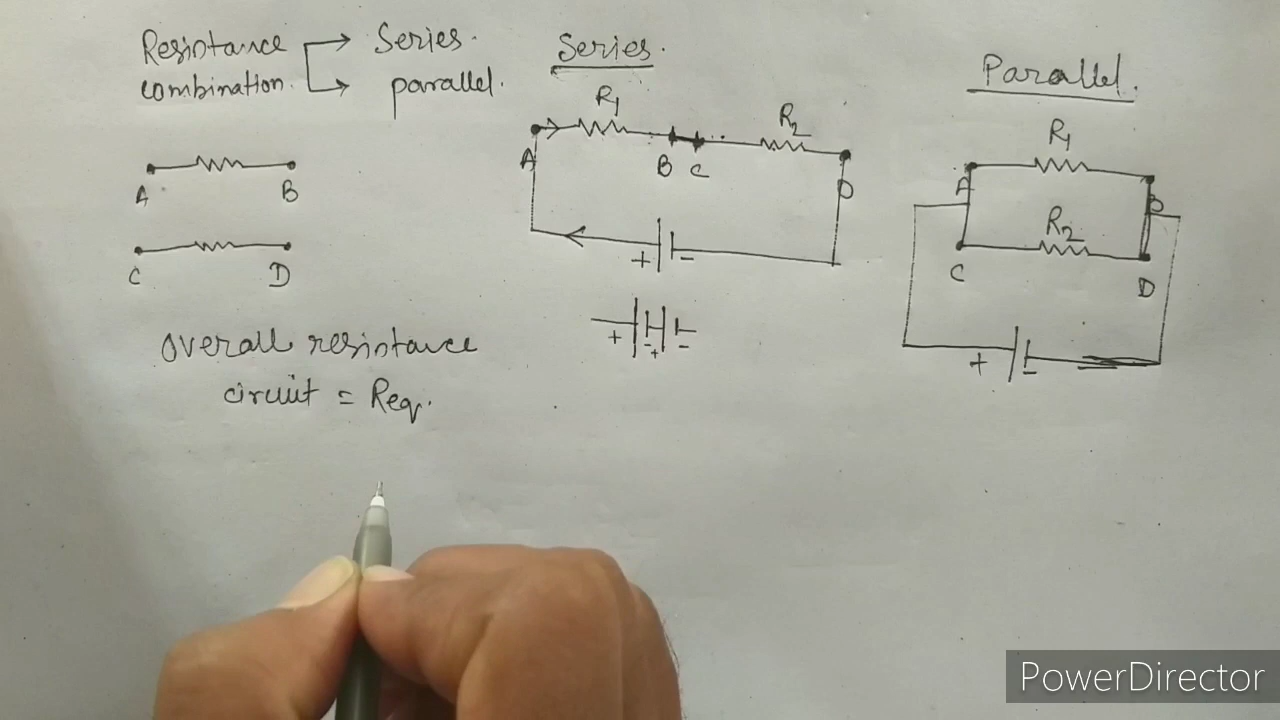 Resistance → Series.
combination. → parallel.
A B
C D
overall resistance
circuit = Req.
Series.
R1 R2
A B C D
+ -
+ - + -
Parallel.
R1
A B
R2
C D
+ -
PowerDirector